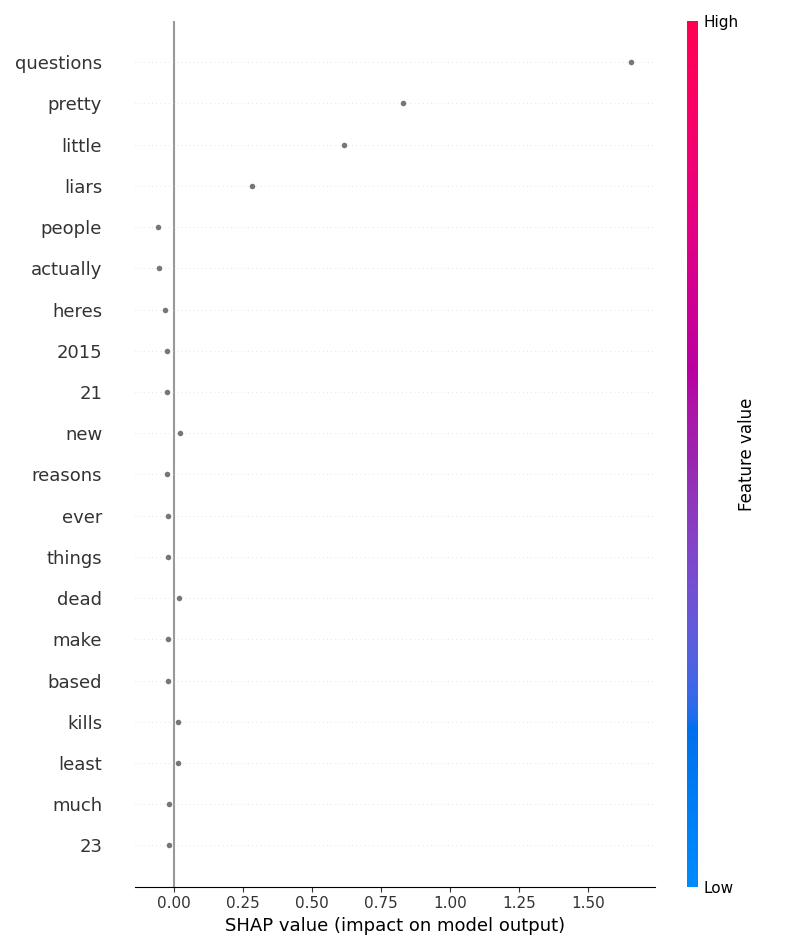 High
questions
pretty
little
liars
people
actually
heres
2015
21
new
reasons
ever
things
dead
make
based
kills
least
much
23
Feature value
Low
0.00 0.25 0.50 0.75 1.00 1.25 1.50
SHAP value (impact on model output)